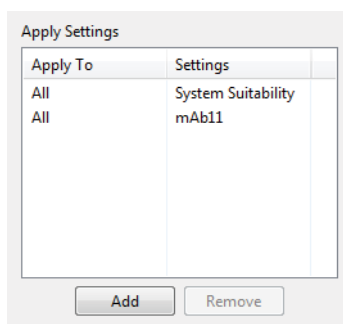 Apply Settings
Apply To Settings
All System Suitability
All mAb11
Add Remove